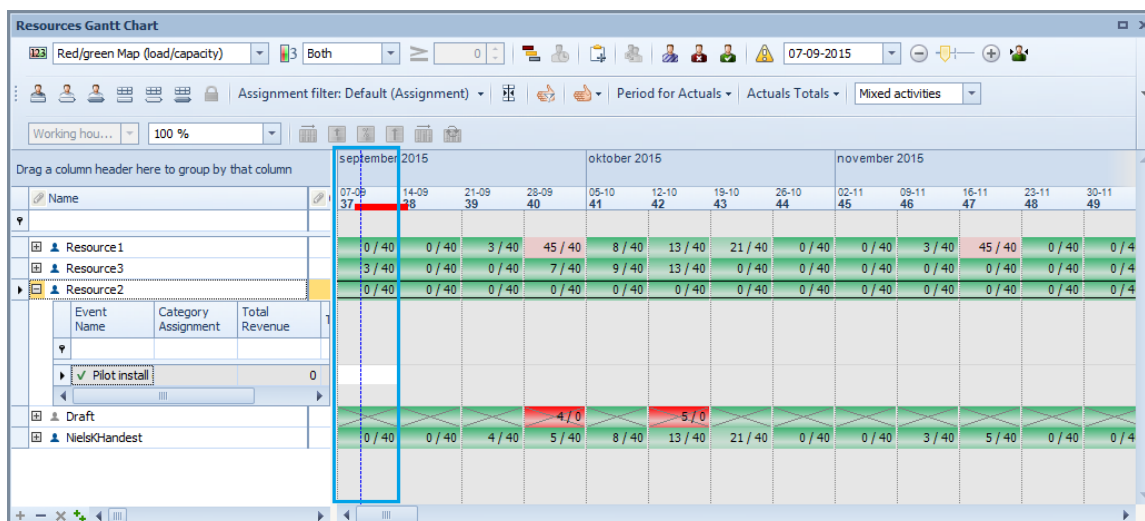 Resources Gantt Chart
123 Red/green Map (load/capacity) 3 Both 0 07-09-2015
Assignment filter: Default (Assignment) Period for Actuals Actuals Totals Mixed activities
Working hou... 100 %
Drag a column header here to group by that column
september 2015 oktober 2015 november 2015
07-09 14-09 21-09 28-09 05-10 12-10 19-10 26-10 02-11 09-11 16-11 23-11 30-11
Name 37 38 39 40 41 42 43 44 45 46 47 48 49
Resource1 0 / 40 0 / 40 3 / 40 45 / 40 8 / 40 13 / 40 21 / 40 0 / 40 0 / 40 3 / 40 45 / 40 0 / 40 0 / 4
Resource3 3 / 40 0 / 40 0 / 40 7 / 40 9 / 40 13 / 40 0 / 40 0 / 40 0 / 40 0 / 40 0 / 40 0 / 40 0 / 4
Resource2 0 / 40 0 / 40 0 / 40 0 / 40 0 / 40 0 / 40 0 / 40 0 / 40 0 / 40 0 / 40 0 / 40 0 / 40 0 / 4
Event Category Total
Name Assignment Revenue
Pilot install 0
Draft 4 / 0 5 / 0
NielsKHandest 0 / 40 0 / 40 4 / 40 5 / 40 8 / 40 13 / 40 21 / 40 0 / 40 0 / 40 3 / 40 5 / 40 0 / 40 0 / 4